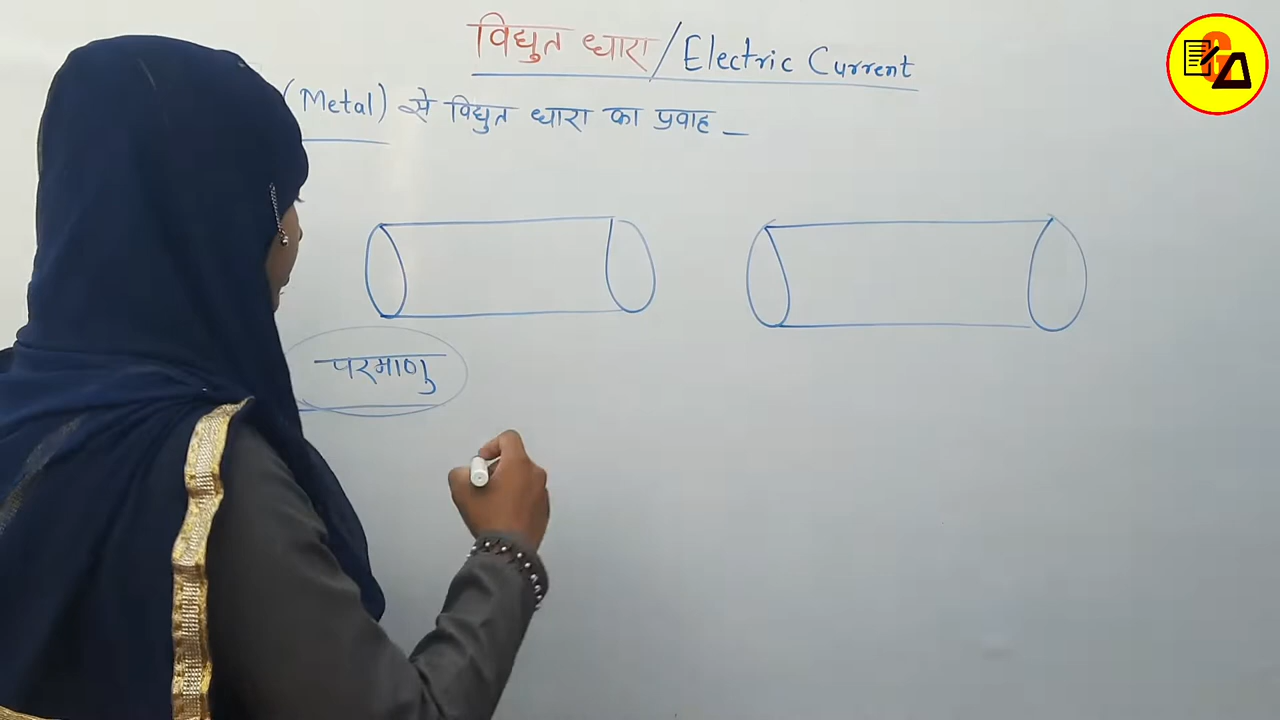 विद्युत धारा/Electric Current
(Metal) से विद्युत धारा का प्रवाह _
परमाणु